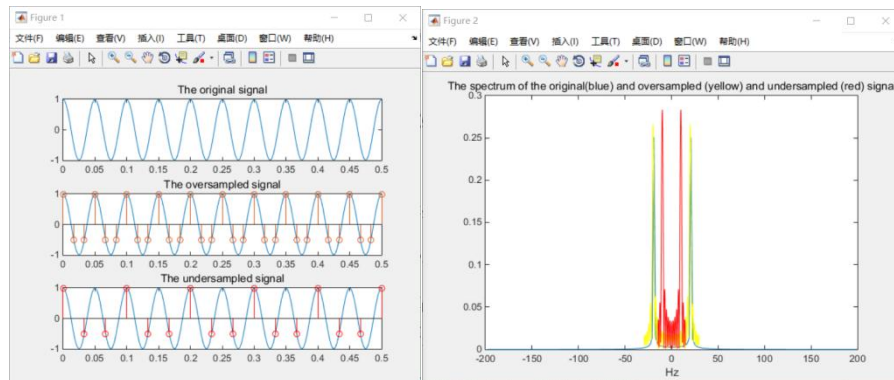 Figure 1
文件(F) 编辑(E) 查看(V) 插入(I) 工具(T) 桌面(D) 窗口(W) 帮助(H)
The original signal
1
0
-1
0 0.05 0.1 0.15 0.2 0.25 0.3 0.35 0.4 0.45 0.5
The oversampled signal
1
0
-1
0 0.05 0.1 0.15 0.2 0.25 0.3 0.35 0.4 0.45 0.5
The undersampled signal
1
0
-1
0 0.05 0.1 0.15 0.2 0.25 0.3 0.35 0.4 0.45 0.5
Figure 2
文件(F) 编辑(E) 查看(V) 插入(I) 工具(T) 桌面(D) 窗口(W) 帮助(H)
The spectrum of the original(blue) and oversampled (yellow) and undersampled (red) signa
0.3
0.25
0.2
0.15
0.1
0.05
0
-200 -150 -100 -50 0 50 100 150 200
Hz